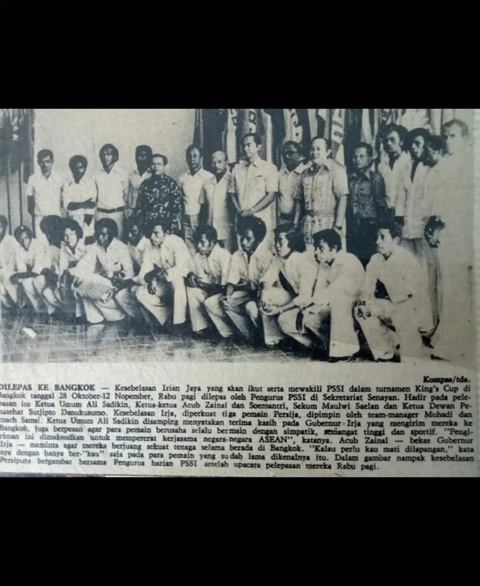 Kompas/tds.
DILEPAS KE BANGKOK — Kesebelasan Irian Jaya yang akan ikut serta mewakili PSSI dalam turnamen King's Cup di
Bangkok tanggal 28 Oktober-12 Nopember, Rabu pagi dilepas oleh Pengurus PSSI di Sekretariat Senayan. Hadir pada pele-
pasan itu Ketua Umum Ali Sadikin, Ketua-ketua Acub Zainal dan Soenantri, Sekum Maulwi Saelan dan Ketua Dewan Pe-
nasehat Sutjipto Danukusumo. Kesebelasan Irja, diperkuat tiga pemain Persija, dipimpin oleh team-manager Mohadi dan
coach Samai. Ketua Umum Ali Sadikin disamping menyatakan terima kasih pada Gubernur-Irja yang mengirim mereka ke
Bangkok, juga berpesan agar para pemain berusaha selalu bermain dengan simpatik, semangat tinggi dan sportif. "Pengi-
riman ini dimaksudkan untuk mempererat kerjasama negara-negara ASEAN", katanya. Acub Zainal — bekas Gubernur
Irja — meminta agar mereka berjuang sekuat tenaga selama berada di Bangkok. "Kalau perlu kau mati dilapangan," kata
nya dengan hanya ber-"kau" saja pada para pemain yang sudah lama dikenalnya itu. Dalam gambar nampak kesebelasan
Persipura bergambar bersama Pengurus harian PSSI setelah upacara pelepasan mereka Rabu pagi.